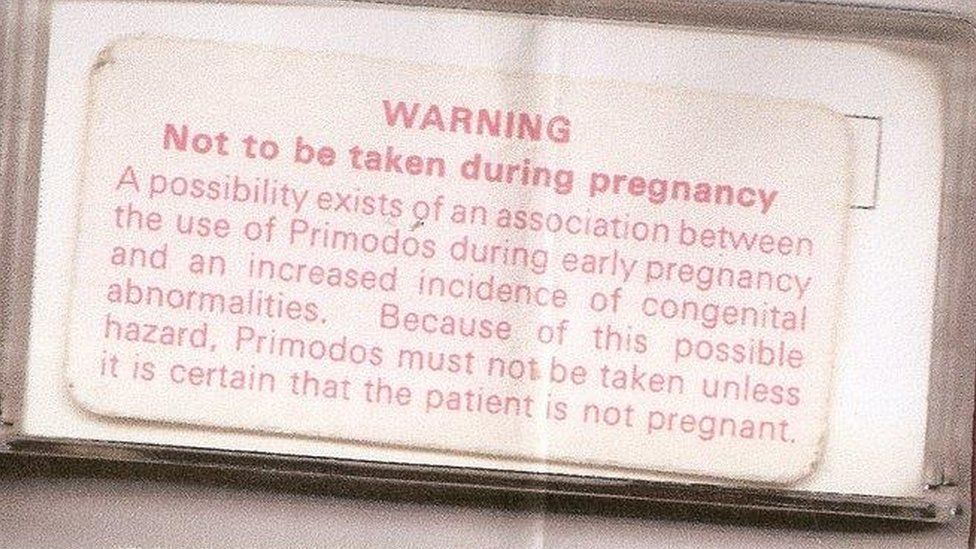 WARNING
Not to be taken during pregnancy
A possibility exists of an association between
the use of Primodos during early pregnancy
and an increased incidence of congenital
abnormalities. Because of this possible
hazard, Primodos must not be taken unless
it is certain that the patient is not pregnant.